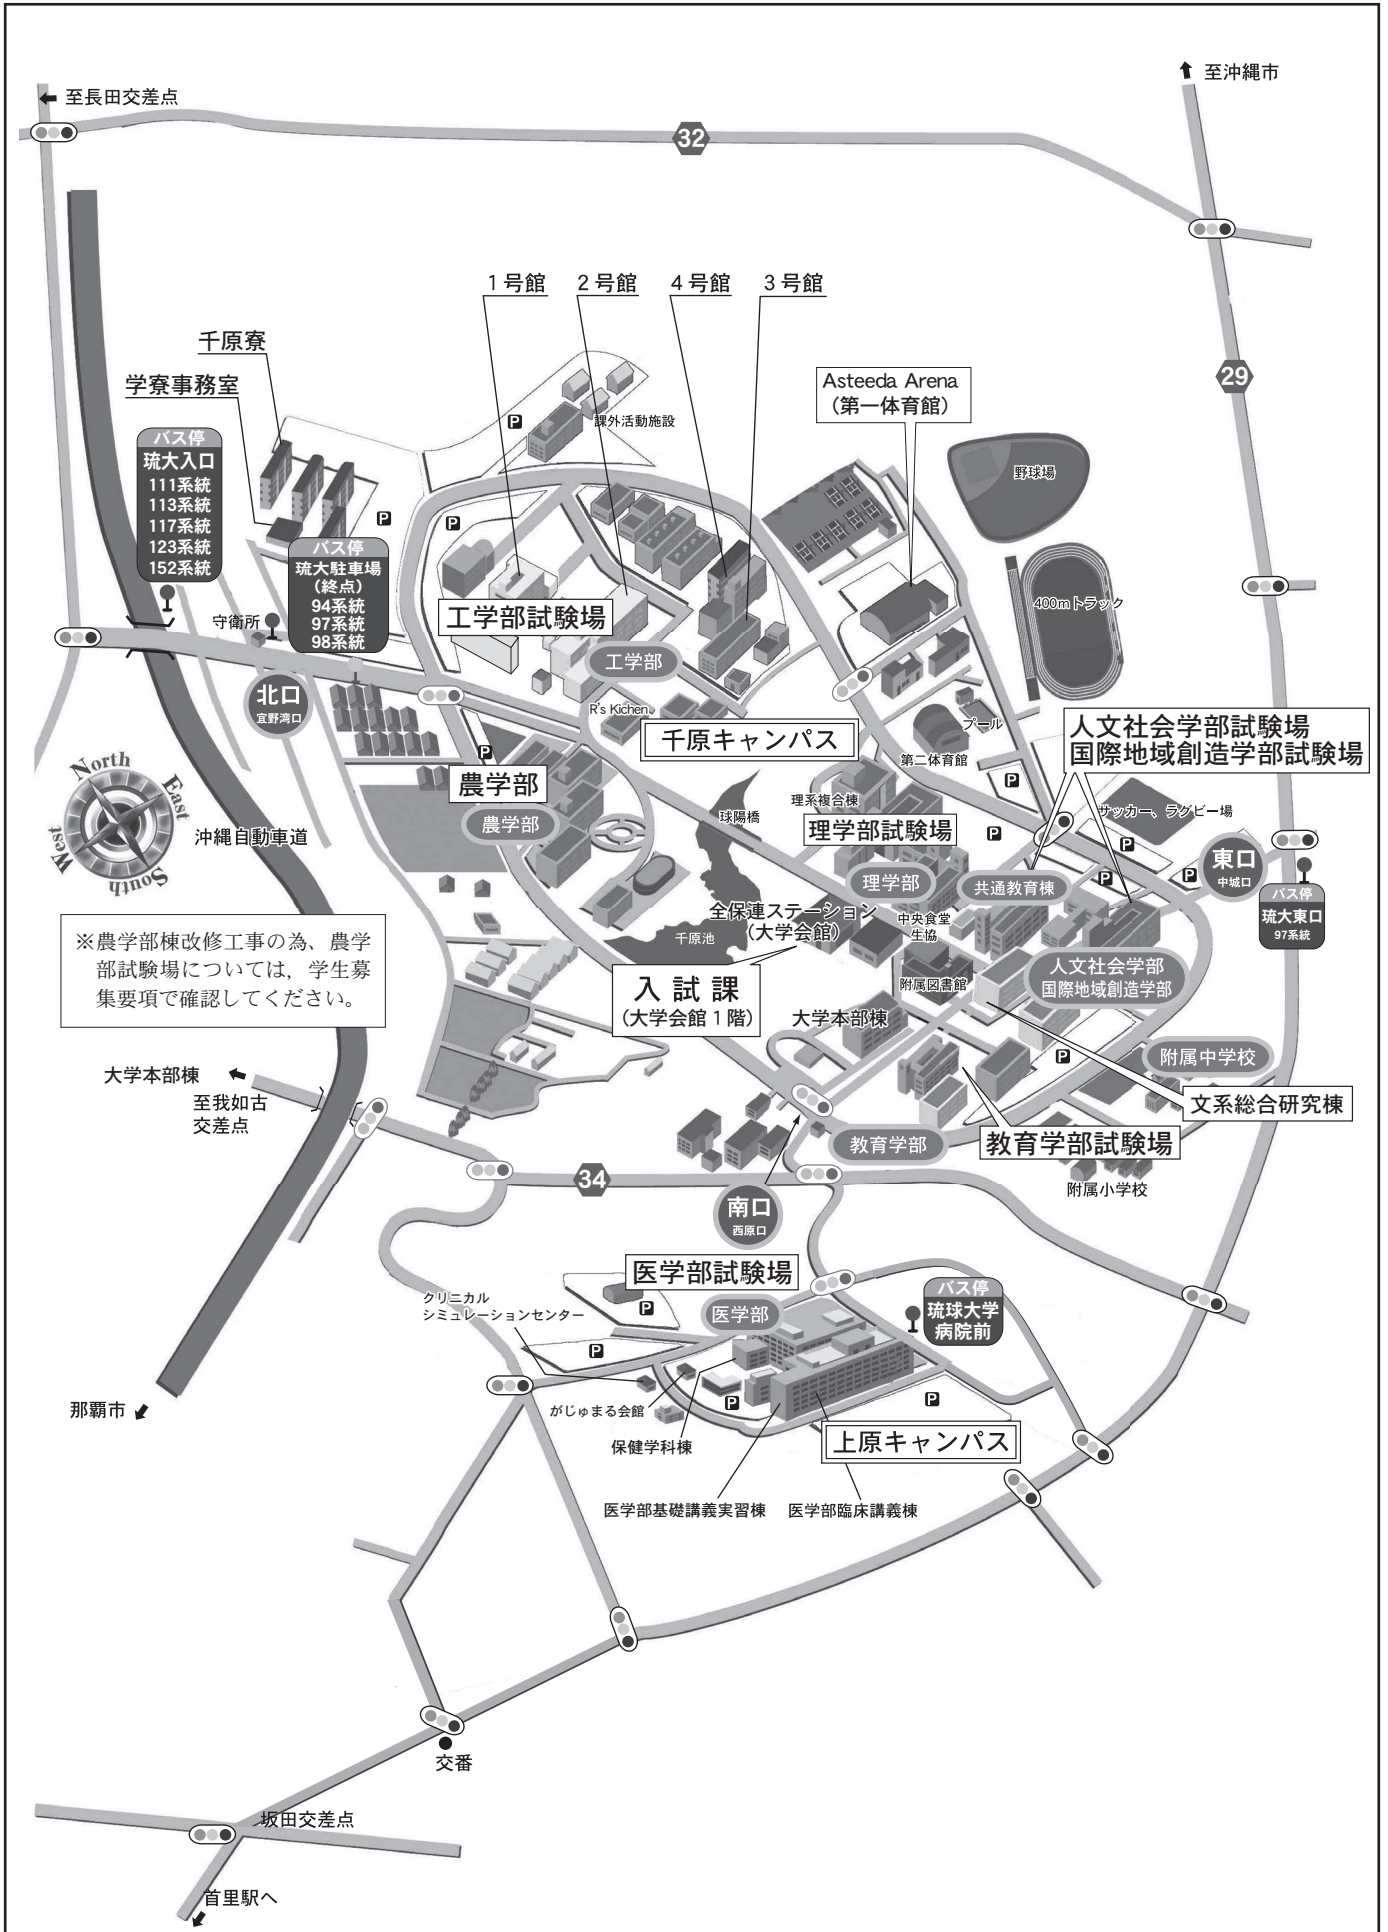 至長田交差点
至沖縄市
32
1号館
2号館
4号館
3号館
千原寮
学寮事務室
29
Asteeda Arena
(第一体育館)
課外活動施設
バス停
琉大入口
111系統
113系統
117系統
123系統
152系統
野球場
P
P
P
バス停
琉大駐車場
(終点)
94系統
97系統
98系統
400mトラック
守衛所
工学部試験場
工学部
北口
宜野湾口
R's Kichen
千原キャンパス
プール
第二体育館
人文社会学部試験場
国際地域創造学部試験場
North
East
West
South
P
農学部
農学部
P
球陽橋
理系複合棟
理学部試験場
P
サッカー、ラグビー場
P
沖縄自動車道
理学部
共通教育棟
P
P
東口
中城口
バス停
琉大東口
97系統
全保連ステーション
(大学会館)
中央食堂
生協
千原池
※農学部棟改修工事の為、農学
部試験場については，学生募
集要項で確認してください。
入試課
(大学会館1階)
附属図書館
人文社会学部
国際地域創造学部
大学本部棟
P
附属中学校
大学本部棟
至我如古
交差点
文系総合研究棟
教育学部
教育学部試験場
34
附属小学校
南口
西原口
医学部試験場
クリニカル
シミュレーションセンター
P
医学部
バス停
琉球大学
病院前
P
那覇市
がじゅまる会館
P
P
保健学科棟
上原キャンパス
医学部基礎講義実習棟
医学部臨床講義棟
交番
坂田交差点
首里駅へ